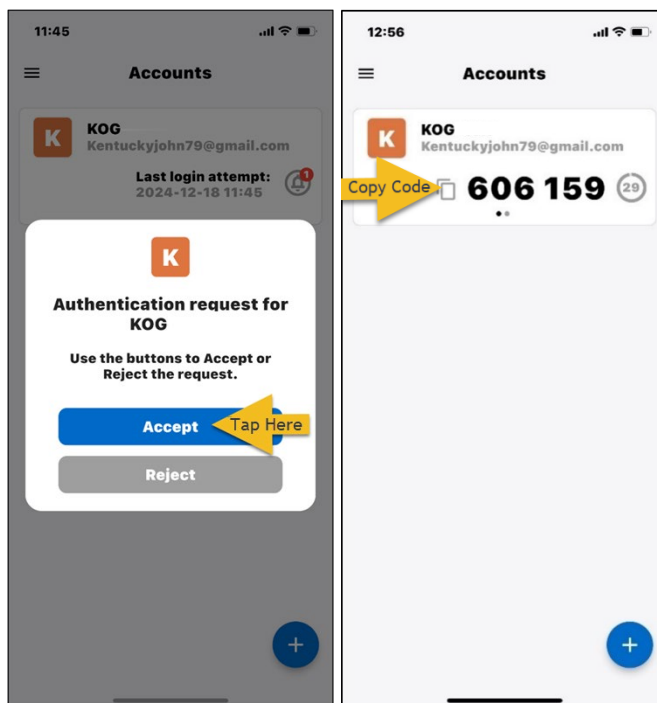 11:45
Accounts
K
KOG
Kentuckyjohn79@gmail.com
Last login attempt:
2024-12-18 11:45
1
K
Authentication request for
KOG
Use the buttons to Accept or
Reject the request.
Accept
Tap Here
Reject
+
12:56
Accounts
K
KOG
Kentuckyjohn79@gmail.com
Copy Code
606 159
29
+